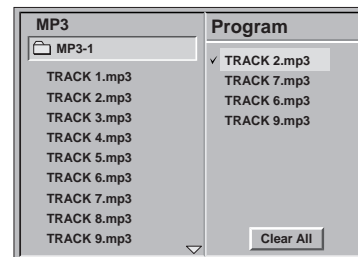 MP3
MP3-1
TRACK 1.mp3
TRACK 2.mp3
TRACK 3.mp3
TRACK 4.mp3
TRACK 5.mp3
TRACK 6.mp3
TRACK 7.mp3
TRACK 8.mp3
TRACK 9.mp3
Program
✓ TRACK 2.mp3
TRACK 7.mp3
TRACK 6.mp3
TRACK 9.mp3
Clear All